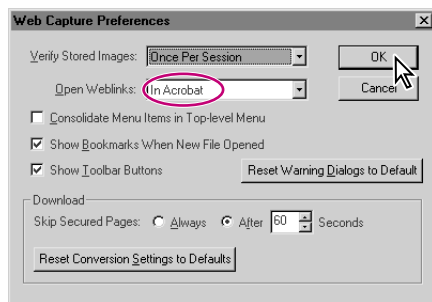 Web Capture Preferences
Verify Stored Images: Once Per Session OK
Open Weblinks: In Acrobat Cancel
Consolidate Menu Items in Top-level Menu
Show Bookmarks When New File Opened
Show Toolbar Buttons Reset Warning Dialogs to Default
Download
Skip Secured Pages: Always After 60 Seconds
Reset Conversion Settings to Defaults